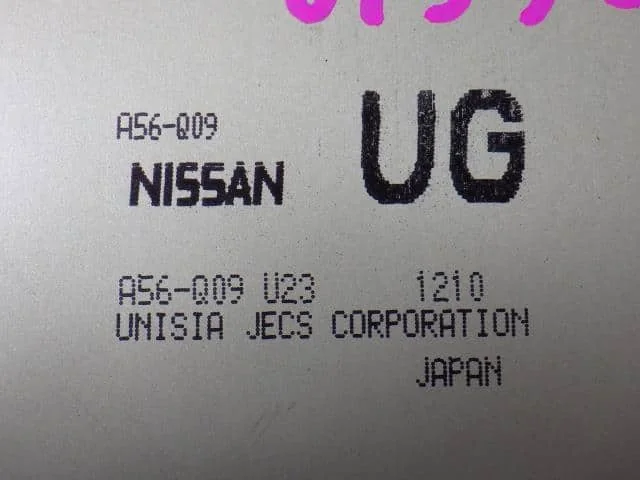 A56-Q09
NISSAN
UG
A56-Q09 U23 1210
UNISIA JECS CORPORATION
JAPAN